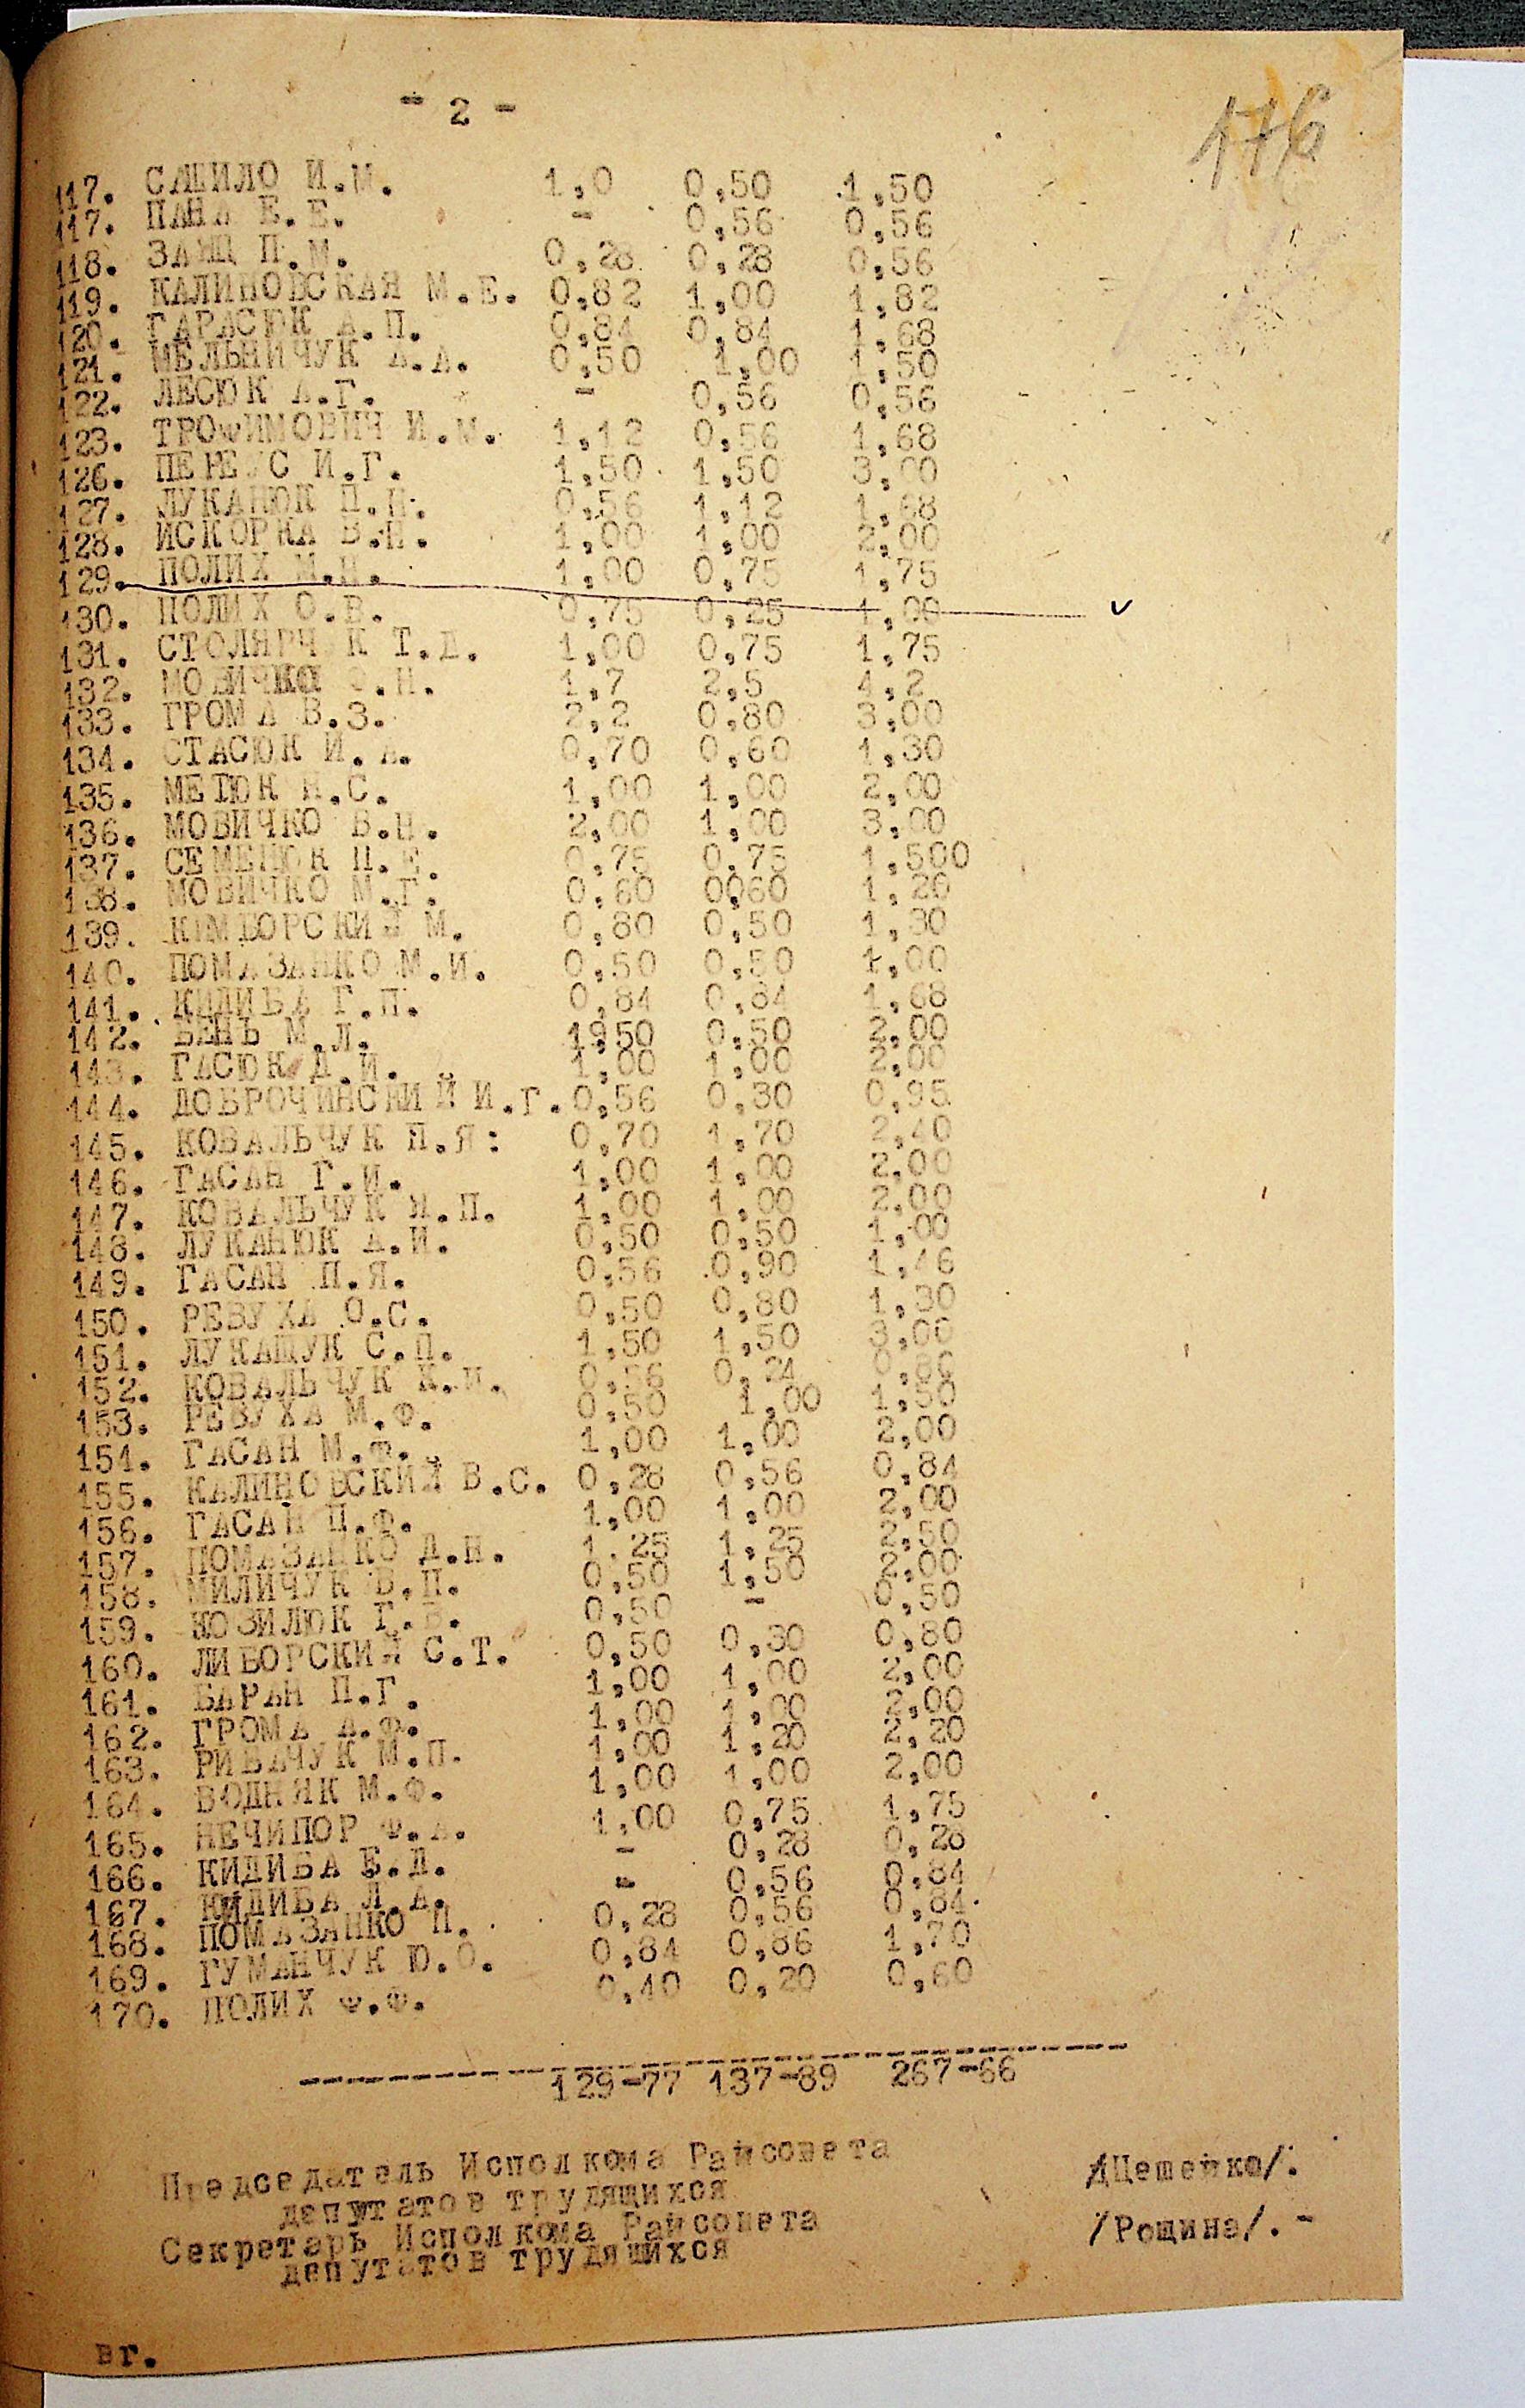 - 2 -
176
117. САШИЛО И.М. 1,0 0,50 1,50
117. ПАНА Е.Е. - 0,56 0,56
118. ЗАЯЦ П.М. 0,28 0,28 0,56
119. КАЛИНОВСКАЯ М.Е. 0,82 1,00 1,82
120. ГАРАСЮК А.П. 0,84 0,84 1,68
121. МЕЛЬНИЧУК А.А. 0,50 1,00 1,50
122. ЛЕСЮК А.Г. - 0,56 0,56
123. ТРОФИМОВИЧ И.М. 1,12 0,56 1,68
126. И.Г. 1,50 1,50 3,00
127. ЛУКАНЮК П.Н. 0,56 1,12 1,68
128. ИСКОРКА В.Н. 1,00 1,00 2,00
129. ПОЛИХ М.Н. 1,00 0,75 1,75
130. ПОЛИХ О.В. 0,75 0,25 1,00 v
131. СТОЛЯРЧ К Т.Д. 1,00 0,75 1,75
132. МОВИЧКО О.Н. 1,7 2,5 4,2
133. ГРОМА В.З. 2,2 0,80 3,00
134. СТАСЮК И.А. 0,70 0,60 1,30
135. МЕТЮК Н.С. 1,00 1,00 2,00
136. МОВИЧКО В.Н. 2,00 1,00 3,00
137. СЕМЕНЮК П.Е. 0,75 0,75 1,500
138. МОВИЧКО М.Г. 0,60 0060 1,20
139. КАМБОРСКИЙ М. 0,80 0,50 1,30
140. ПОМАЗАНКО М.И. 0,50 0,50 1,00
141. КИДИБА Г.П. 0,84 0,84 1,68
142. БЕНЬ М.Л. 1950 0,50 2,00
143. ГАСЮК Д.И. 1,00 1,00 2,00
144. ДОБРОЧИНСКИЙ И.Г. 0,56 0,30 0,95
145. КОВАЛЬЧУК П.Я: 0,70 1,70 2,40
146. ГАСАН Г.И. 1,00 1,00 2,00
147. КОВАЛЬЧУК М.П. 1,00 1,00 2,00
148. ЛУКАНЮК А.И. 0,50 0,50 1,00
149. ГАСАН П.Я. 0,56 0,90 1,46
150. РЕВУХА О.С. 0,50 0,80 1,30
151. ЛУКАШУК С.П. 1,50 1,50 3,00
152. КОВАЛЬЧУК К.И. 0,56 0,24 0,80
153. РЕВУХА М.Ф. 0,50 1,00 1,50
154. ГАСАН М.Ф. 1,00 1,00 2,00
155. КАЛИНОВСКИЙ В.С. 0,28 0,56 0,84
156. ГАСАН П.Ф. 1,00 1,00 2,00
157. ПОМАЗАНКО Д.Н. 1,25 1,25 2,50
158. МИЛИЧУК В.П. 0,50 1,50 2,00
159. КОЗИЛЮК Г.В. 0,50 - 0,50
160. ЛИБОРСКИЙ С.Т. 0,50 0,30 0,80
161. БАРАН П.Г. 1,00 1,00 2,00
162. ГРОМА А.Ф. 1,00 1,00 2,00
163. РИБАЧУК М.П. 1,00 1,20 2,20
164. ВОДНЯК М.Ф. 1,00 1,00 2,00
165. НЕЧИПОР Ф.А. 1,00 0,75 1,75
166. КИДИБА Е.Д. - 0,28 0,28
167. КИДИБА Л.А. - 0,56 0,84
168. ПОМАЗАНКО П. 0,28 0,56 0,84
169. ГУМАНЧУК Ю.О. 0,84 0,86 1,70
170. ПОЛИХ Ф.Ф. 0,40 0,20 0,60
129-77 137-89 267-66
Председатель Исполкома Райсовета /Цешейко/.
депутатов трудящихся
Секретарь Исполкома Райсовета /Рощина/.-
депутатов трудящихся
вг.